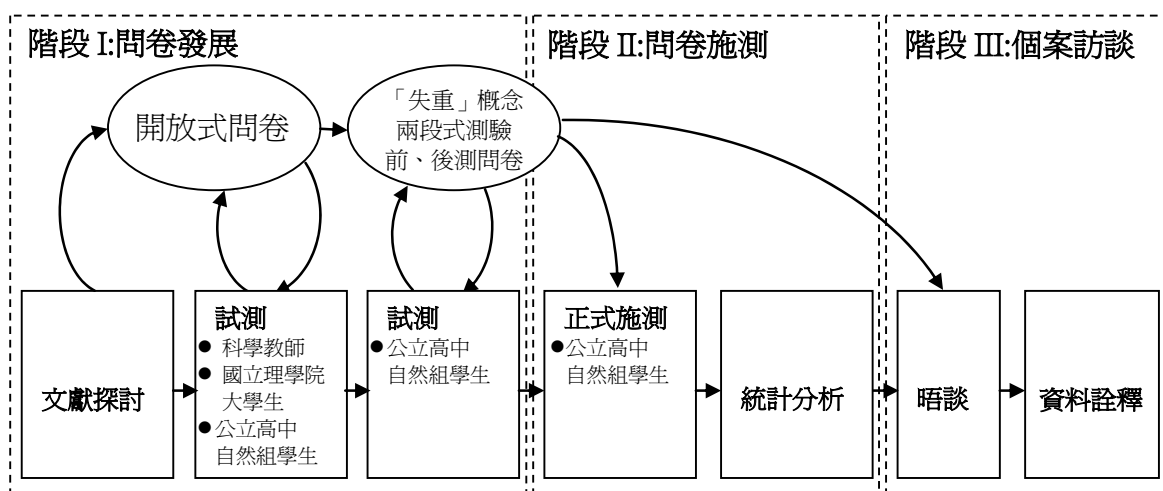 階段 I:問卷發展
階段 II:問卷施測
階段 III:個案訪談
開放式問卷
「失重」概念
兩段式測驗
前、後測問卷
文獻探討
試測
● 科學教師
● 國立理學院
大學生
●公立高中
自然組學生
試測
●公立高中
自然組學生
正式施測
●公立高中
自然組學生
統計分析
晤談
資料詮釋